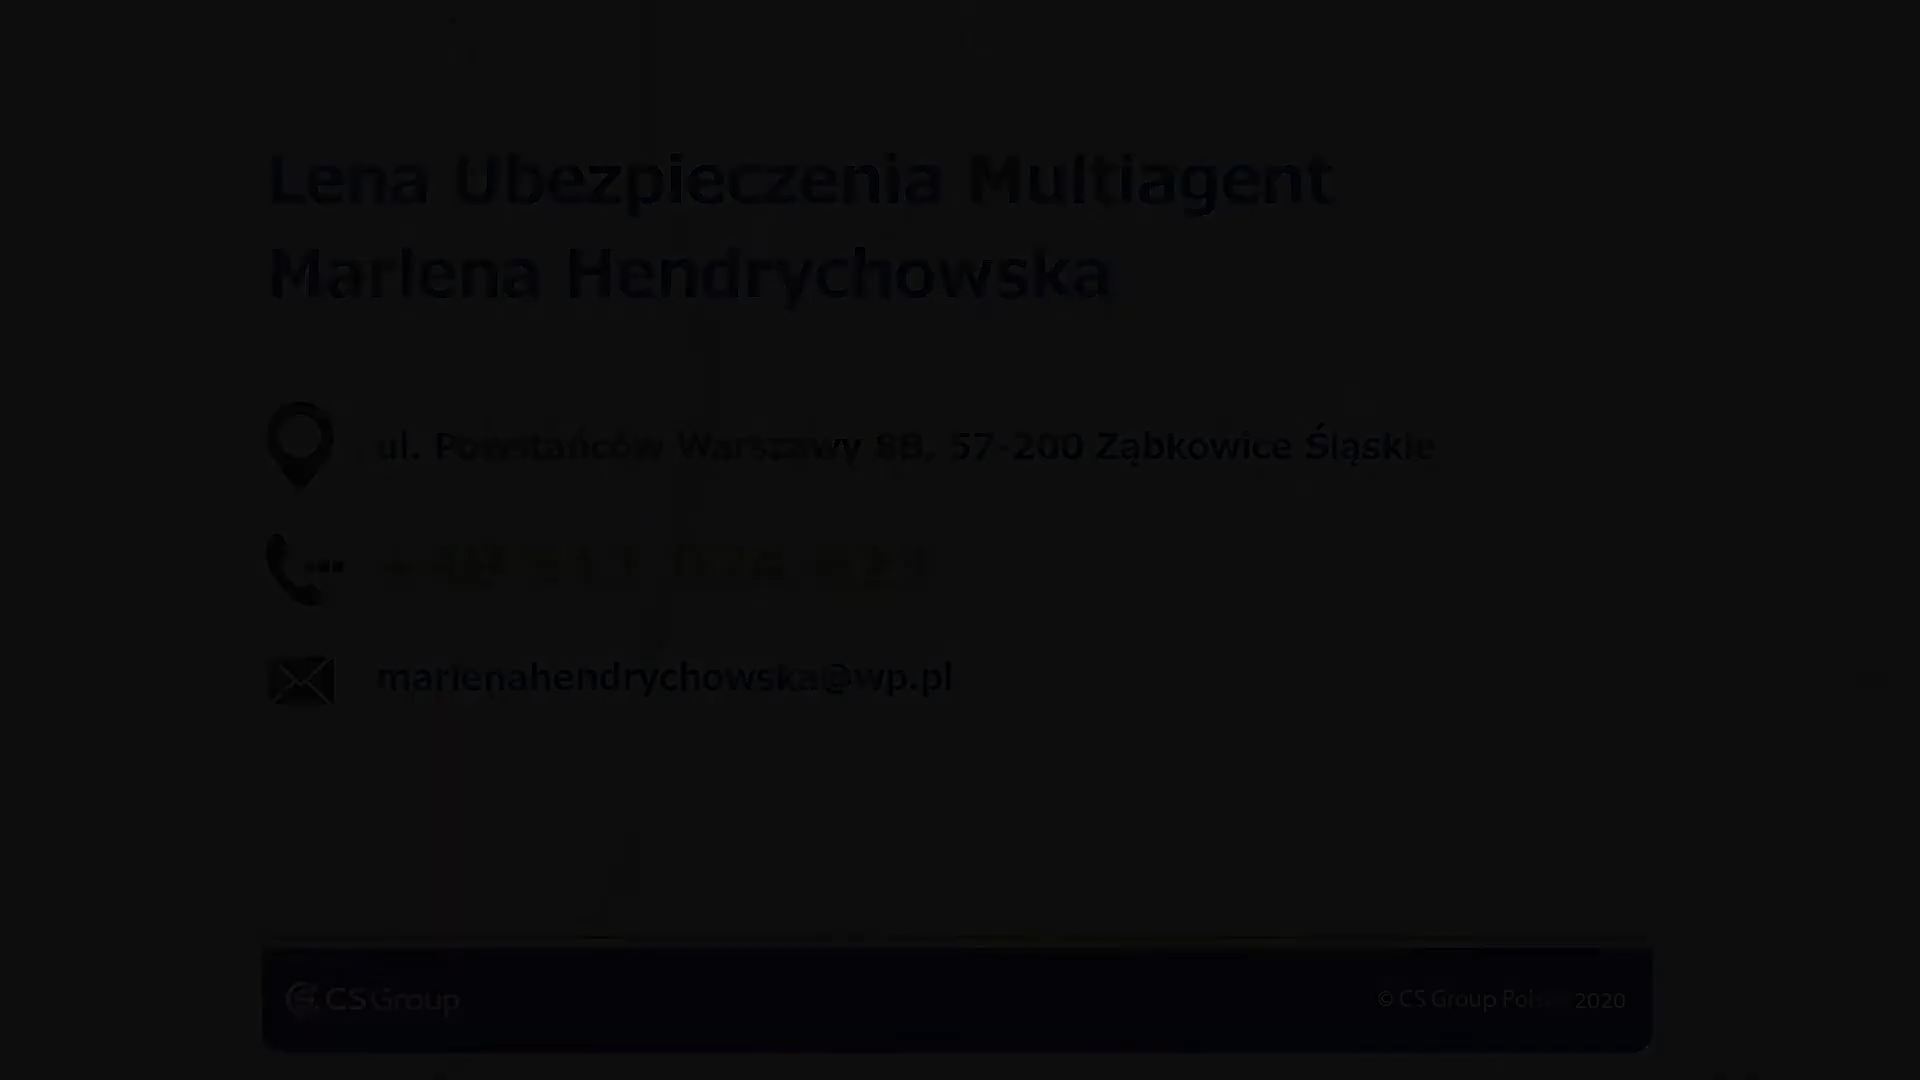 Lena Ubezpieczenia Multiagent
Marlena Hendrychowska
ul. Powstańców Warszawy 8B, 57-200 Ząbkowice Śląskie
marlenahendrychowska@wp.pl
CS Group
© CS Group Polska 2020